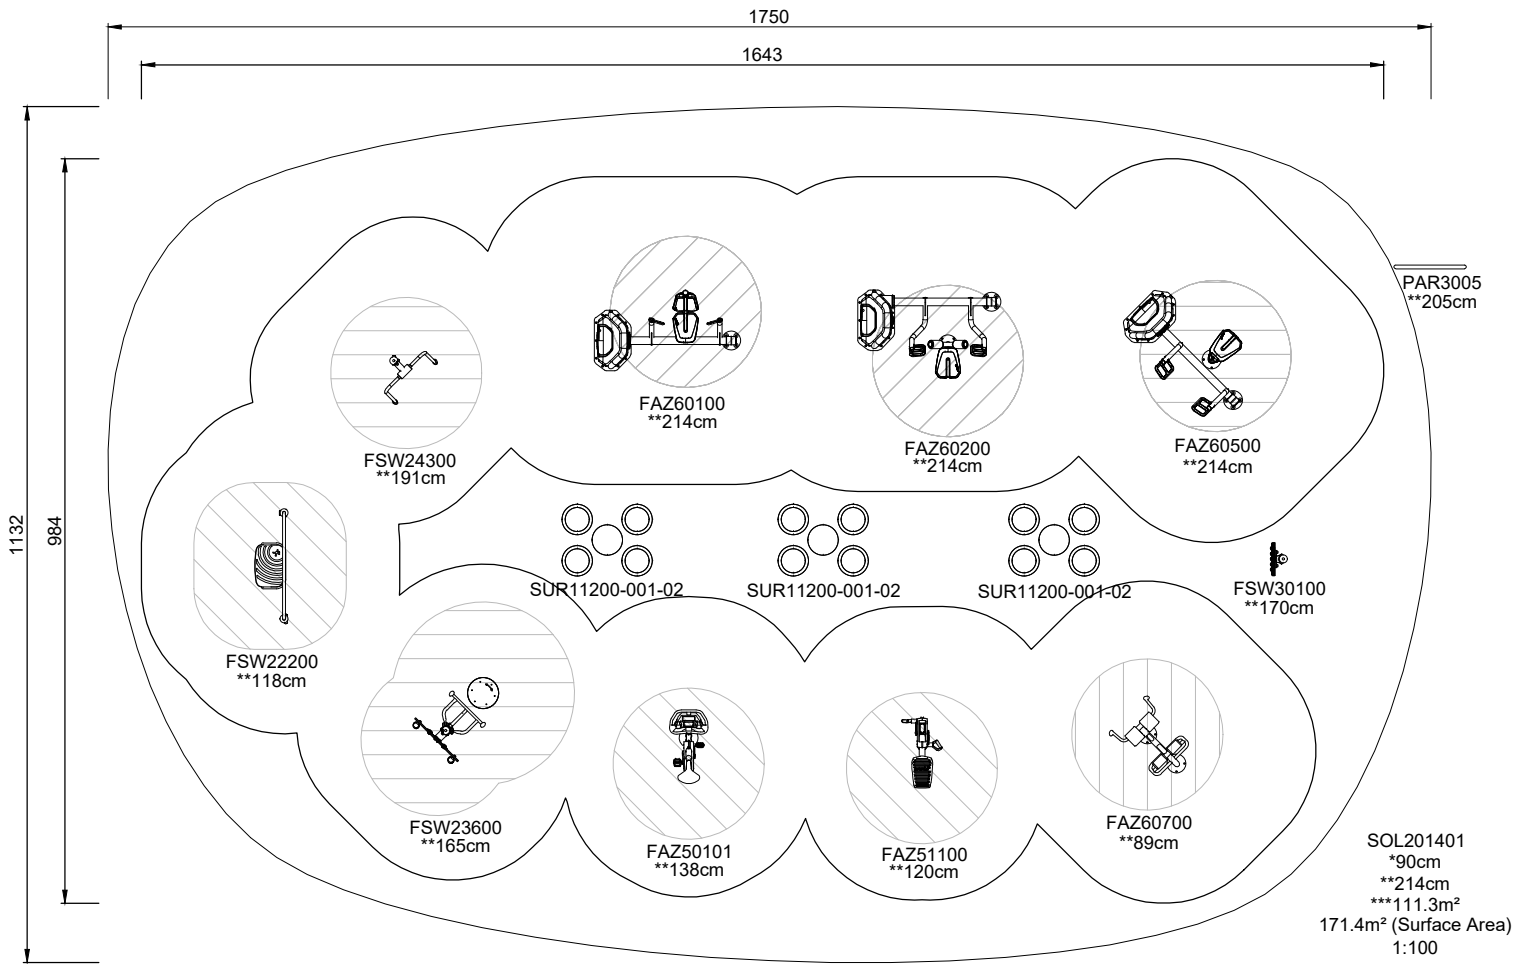 1750
1643
1132
984
PAR3005
**205cm
FAZ60100
**214cm
FAZ60200
**214cm
FAZ60500
**214cm
FSW24300
**191cm
SUR11200-001-02
SUR11200-001-02
SUR11200-001-02
FSW30100
**170cm
FSW22200
**118cm
FSW23600
**165cm
FAZ50101
**138cm
FAZ51100
**120cm
FAZ60700
**89cm
SOL201401
*90cm
**214cm
***111.3m²
171.4m² (Surface Area)
1:100